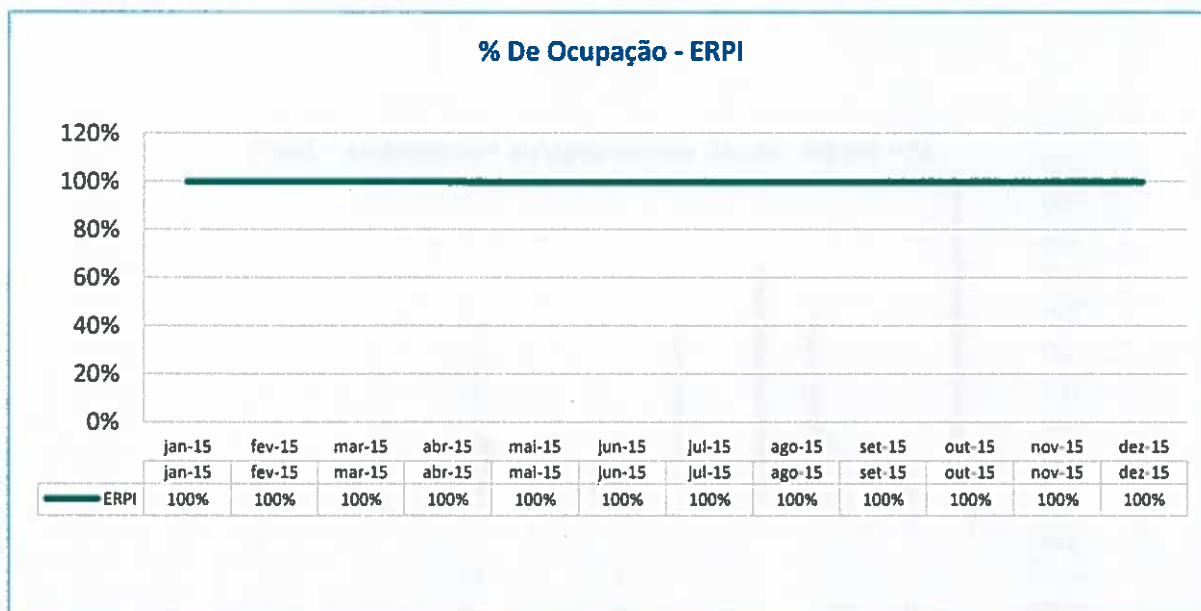 % De Ocupação - ERPI
120%
100%
80%
60%
40%
20%
0%
jan-15 fev-15 mar-15 abr-15 mai-15 jun-15 jul-15 ago-15 set-15 out-15 nov-15 dez-15
jan-15 fev-15 mar-15 abr-15 mai-15 jun-15 jul-15 ago-15 set-15 out-15 nov-15 dez-15
ERPI 100% 100% 100% 100% 100% 100% 100% 100% 100% 100% 100% 100%